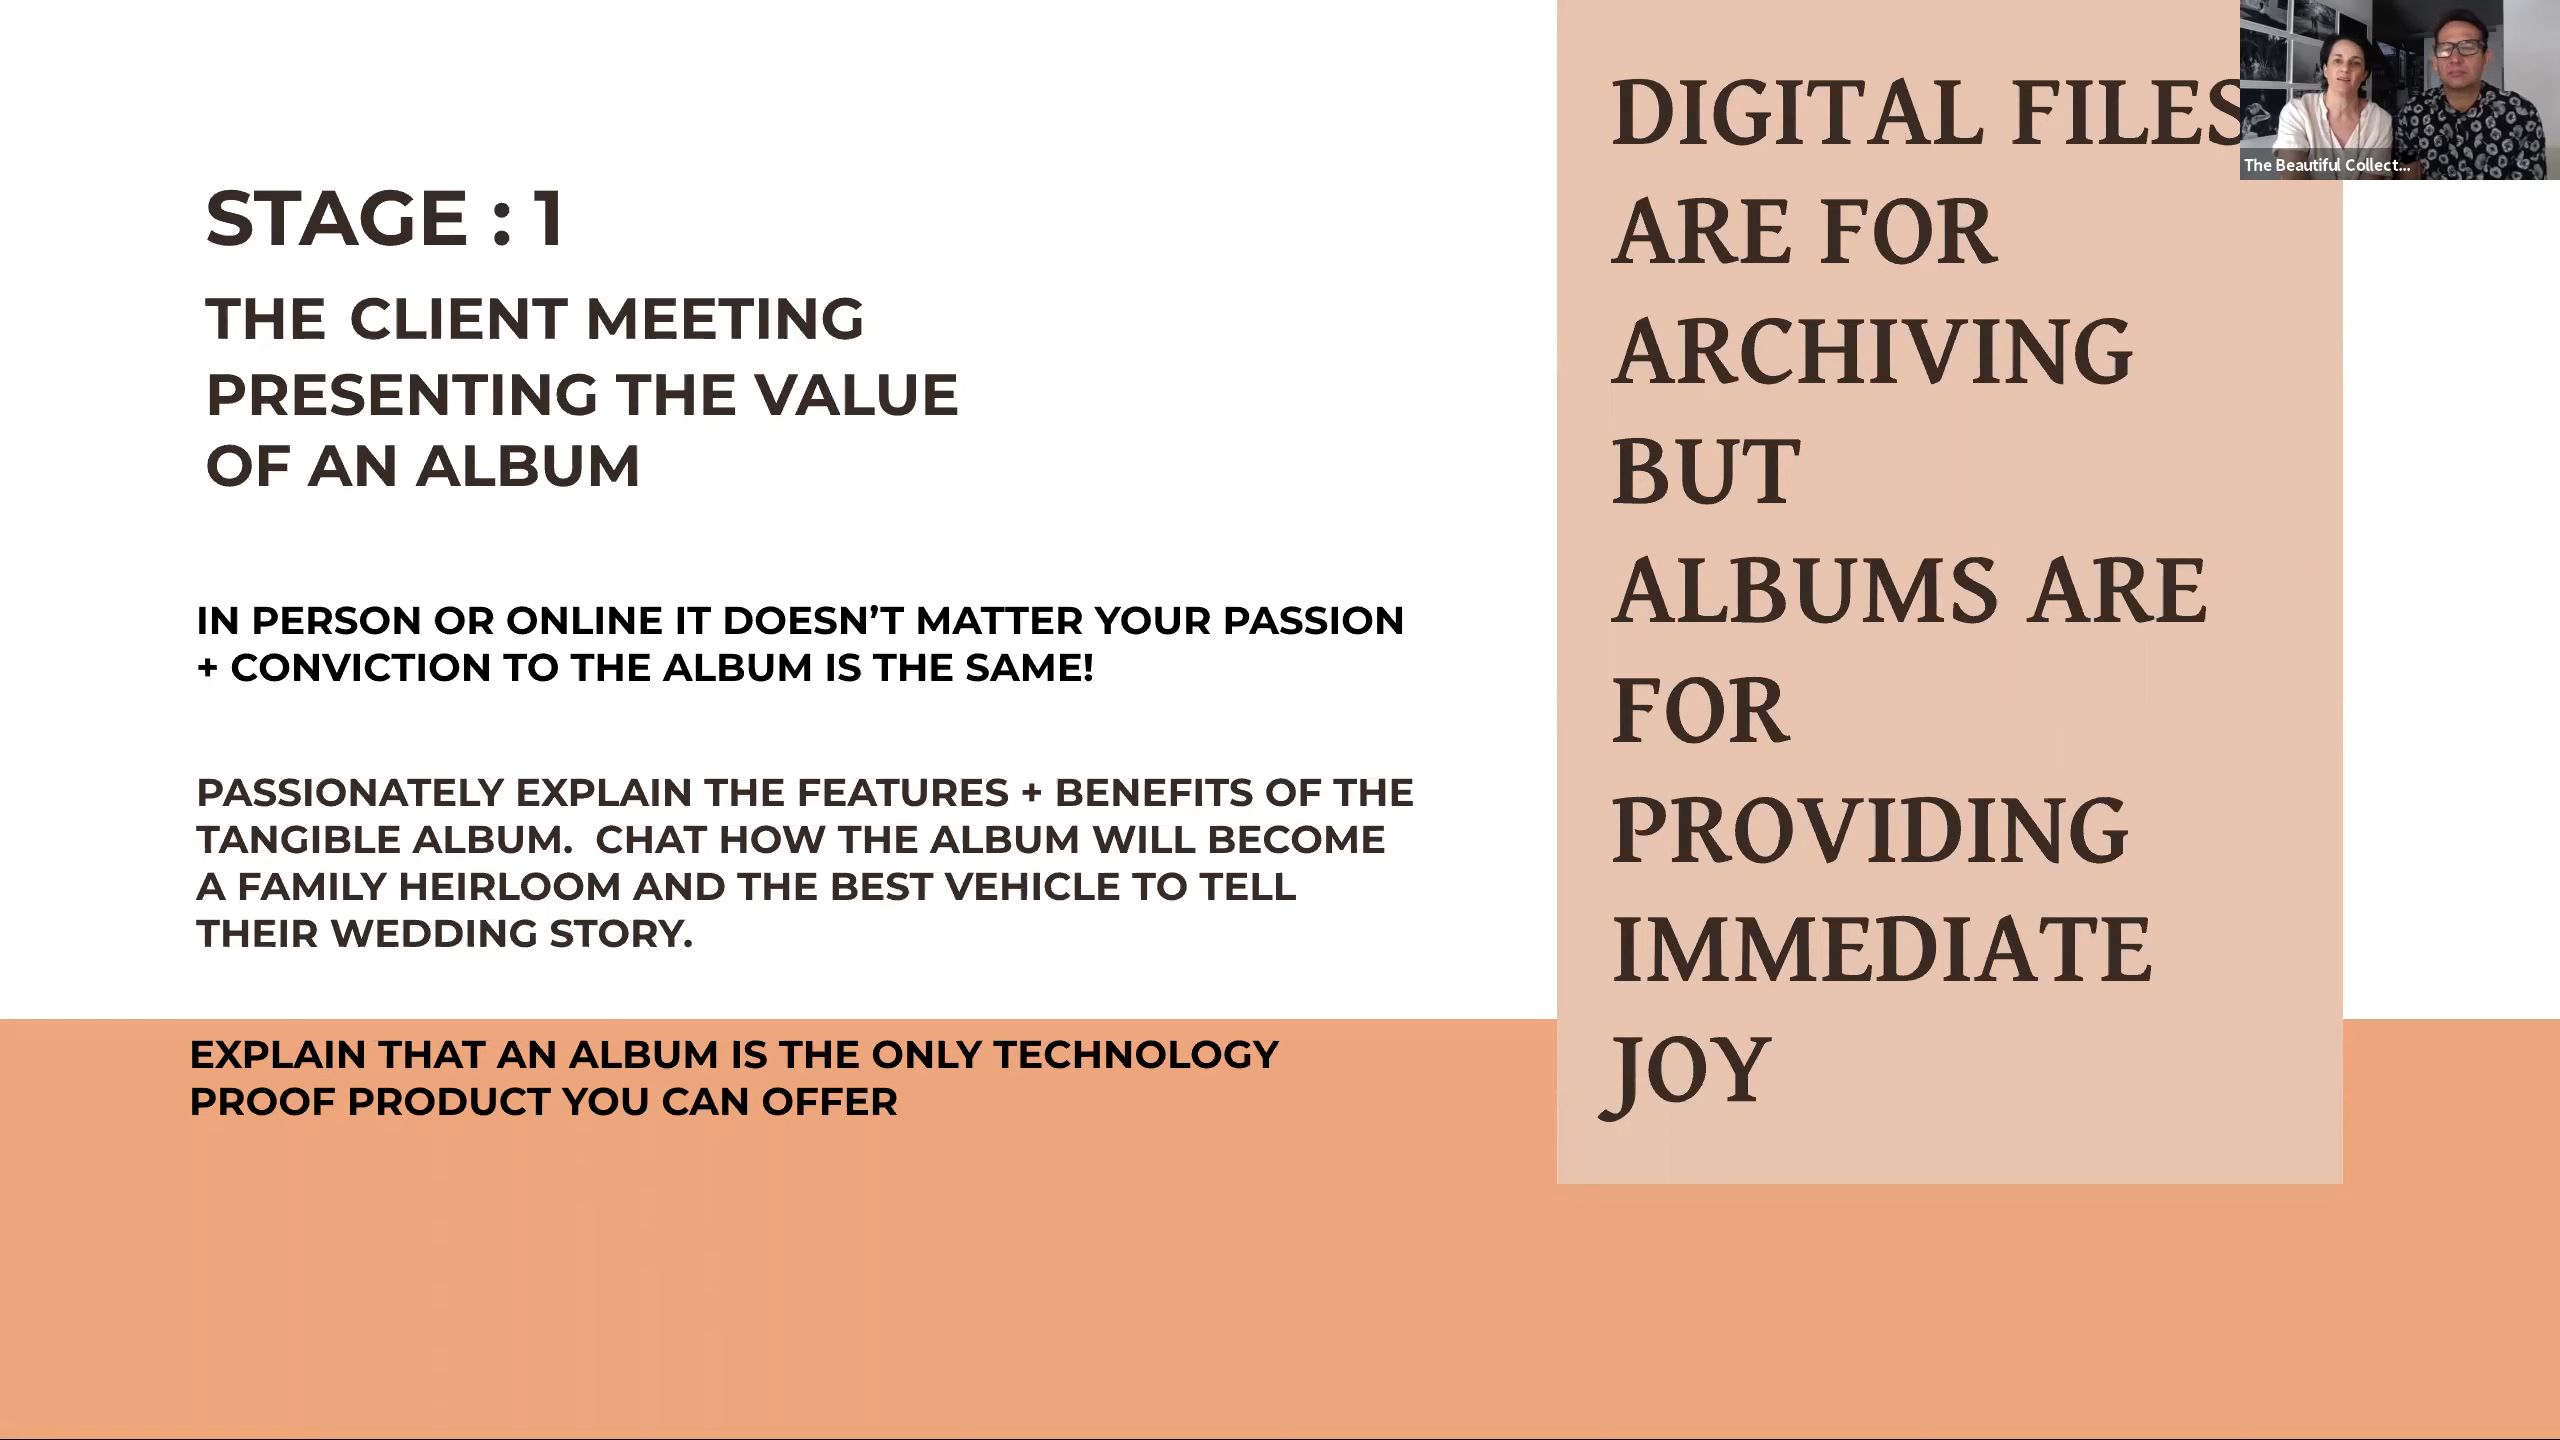 STAGE : 1
THE CLIENT MEETING
PRESENTING THE VALUE
OF AN ALBUM
IN PERSON OR ONLINE IT DOESN’T MATTER YOUR PASSION
+ CONVICTION TO THE ALBUM IS THE SAME!
PASSIONATELY EXPLAIN THE FEATURES + BENEFITS OF THE
TANGIBLE ALBUM. CHAT HOW THE ALBUM WILL BECOME
A FAMILY HEIRLOOM AND THE BEST VEHICLE TO TELL
THEIR WEDDING STORY.
EXPLAIN THAT AN ALBUM IS THE ONLY TECHNOLOGY
PROOF PRODUCT YOU CAN OFFER
DIGITAL FILES
ARE FOR
ARCHIVING
BUT
ALBUMS ARE
FOR
PROVIDING
IMMEDIATE
JOY
The Beautiful Collect...